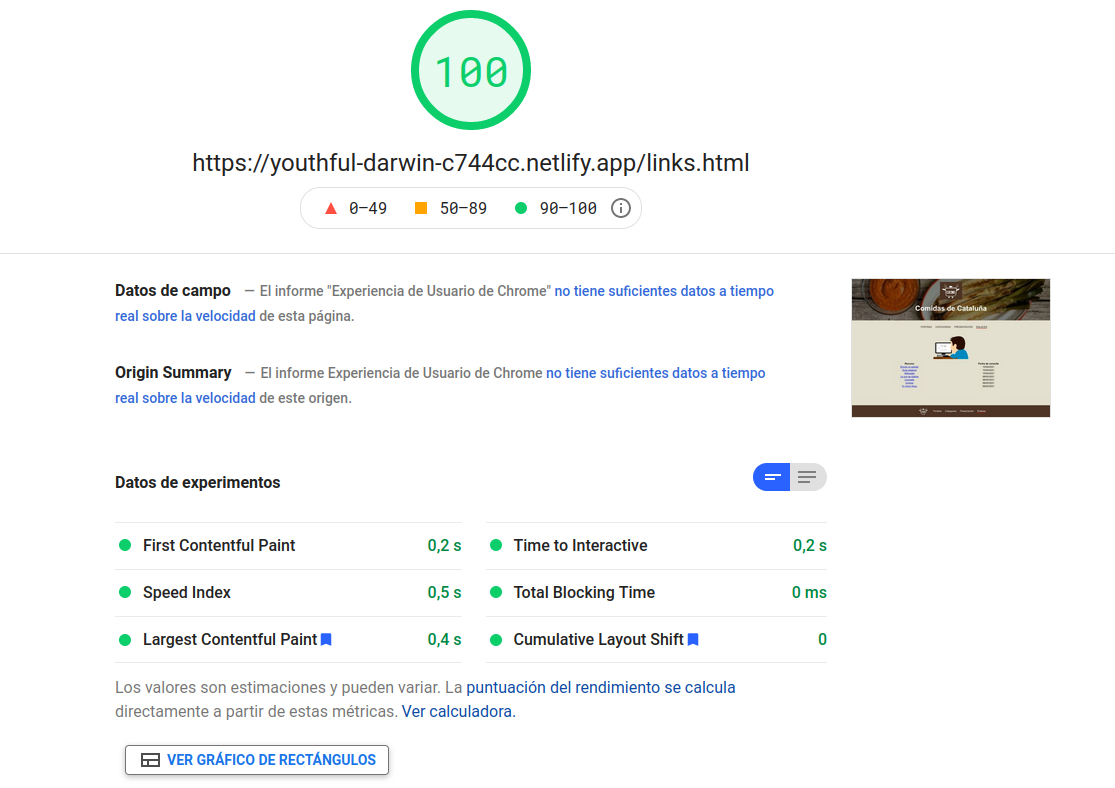 100
https://youthful-darwin-c744cc.netlify.app/links.html
0–49 50–89 90–100
Datos de campo — El informe "Experiencia de Usuario de Chrome" no tiene suficientes datos a tiempo
real sobre la velocidad de esta página.
Origin Summary — El informe Experiencia de Usuario de Chrome no tiene suficientes datos a tiempo
real sobre la velocidad de este origen.
Comidas de Cataluña
Datos de experimentos
First Contentful Paint 0,2 s
Time to Interactive 0,2 s
Speed Index 0,5 s
Total Blocking Time 0 ms
Largest Contentful Paint 0,4 s
Cumulative Layout Shift 0
Los valores son estimaciones y pueden variar. La puntuación del rendimiento se calcula
directamente a partir de estas métricas. Ver calculadora.
VER GRÁFICO DE RECTÁNGULOS